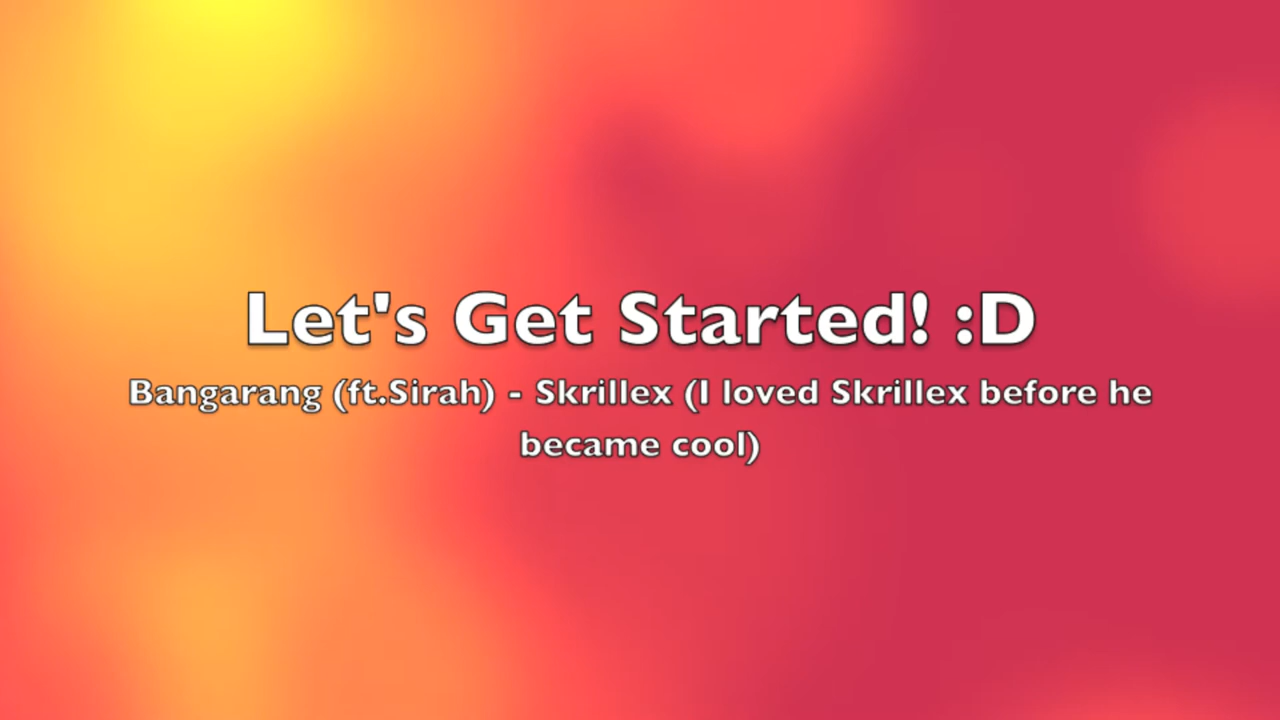 Let's Get Started! :D
Bangarang (ft.Sirah) - Skrillex (I loved Skrillex before he
became cool)